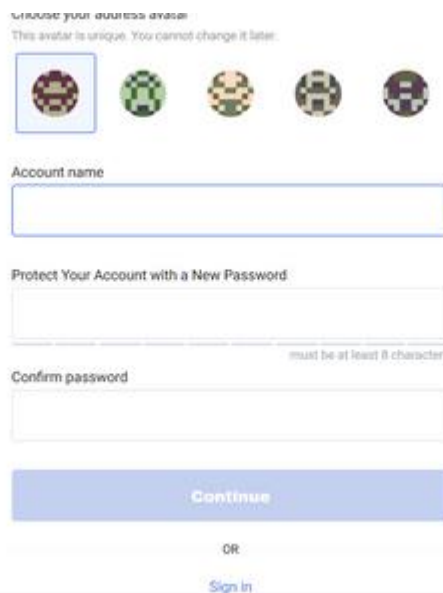 Choose your address avatar
This avatar is unique. You cannot change it later.
Account name
Protect Your Account with a New Password
must be at least 8 character
Confirm password
Continue
OR
Sign in